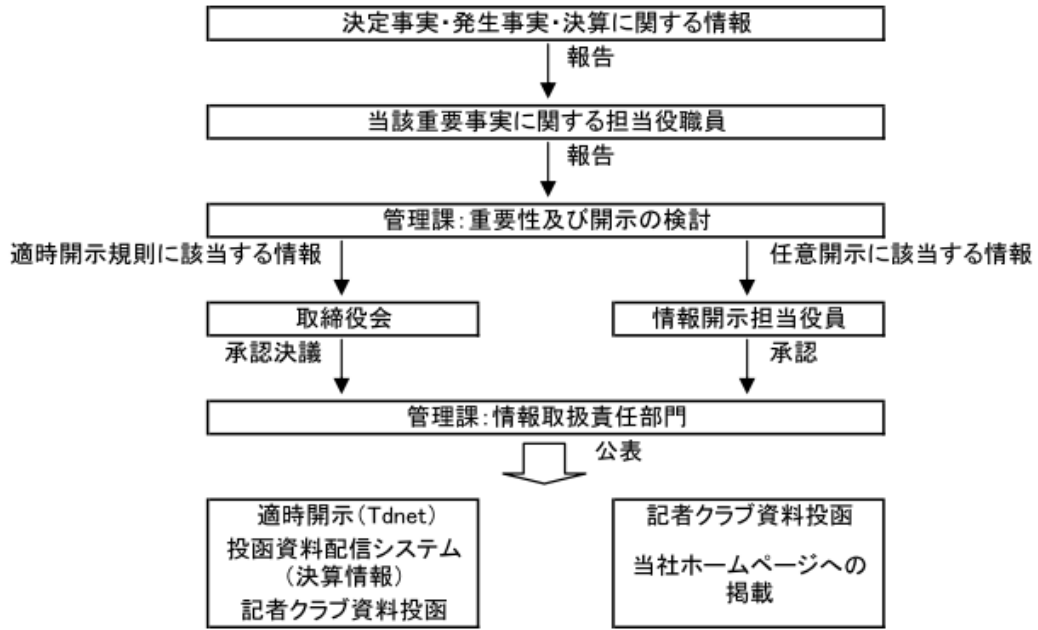 決定事実・発生事実・決算に関する情報
報告
当該重要事実に関する担当役職員
報告
管理課:重要性及び開示の検討
適時開示規則に該当する情報
任意開示に該当する情報
取締役会
情報開示担当役員
承認決議
承認
管理課:情報取扱責任部門
公表
適時開示(Tdnet)
投函資料配信システム
(決算情報)
記者クラブ資料投函
記者クラブ資料投函
当社ホームページへの
掲載